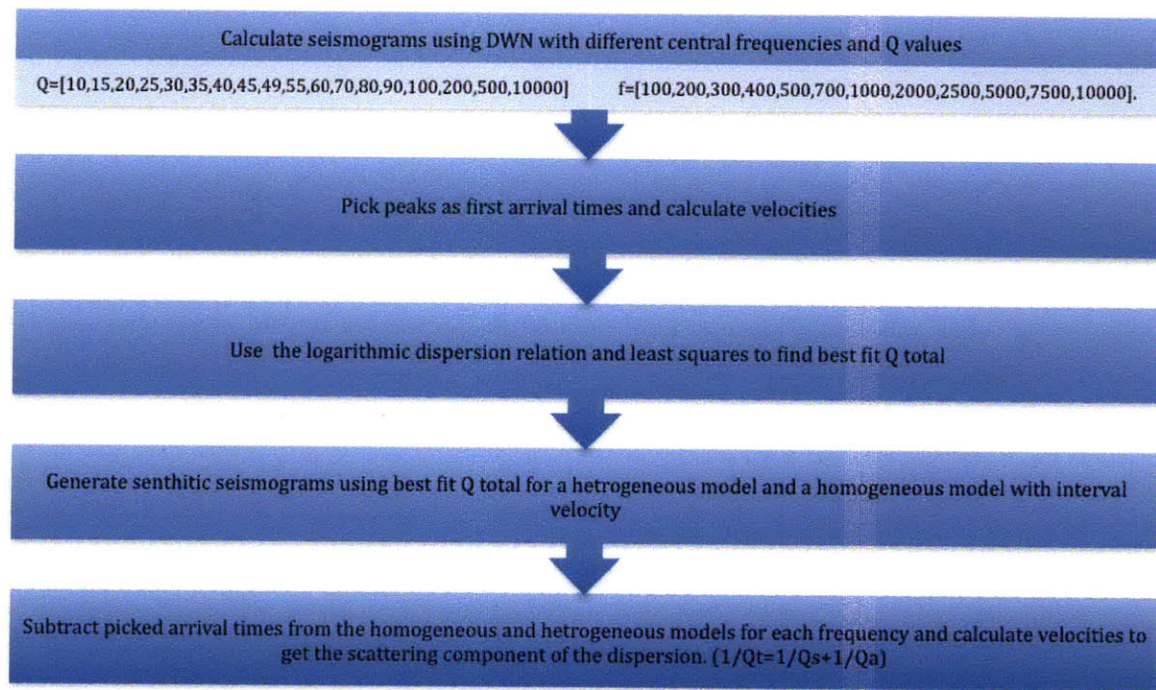 Calculate seismograms using DWN with different central frequencies and Q values
Q=[10,15,20,25,30,35,40,45,49,55,60,70,80,90,100,200,500,10000] f=[100,200,300,400,500,700,1000,2000,2500,5000,7500,10000].
Pick peaks as first arrival times and calculate velocities
Use the logarithmic dispersion relation and least squares to find best fit Q total
Generate senthitic seismograms using best fit Q total for a hetrogeneous model and a homogeneous model with interval
velocity
Subtract picked arrival times from the homogeneous and hetrogeneous models for each frequency and calculate velocities to
get the scattering component of the dispersion. (1/Qt=1/Qs+1/Qa)